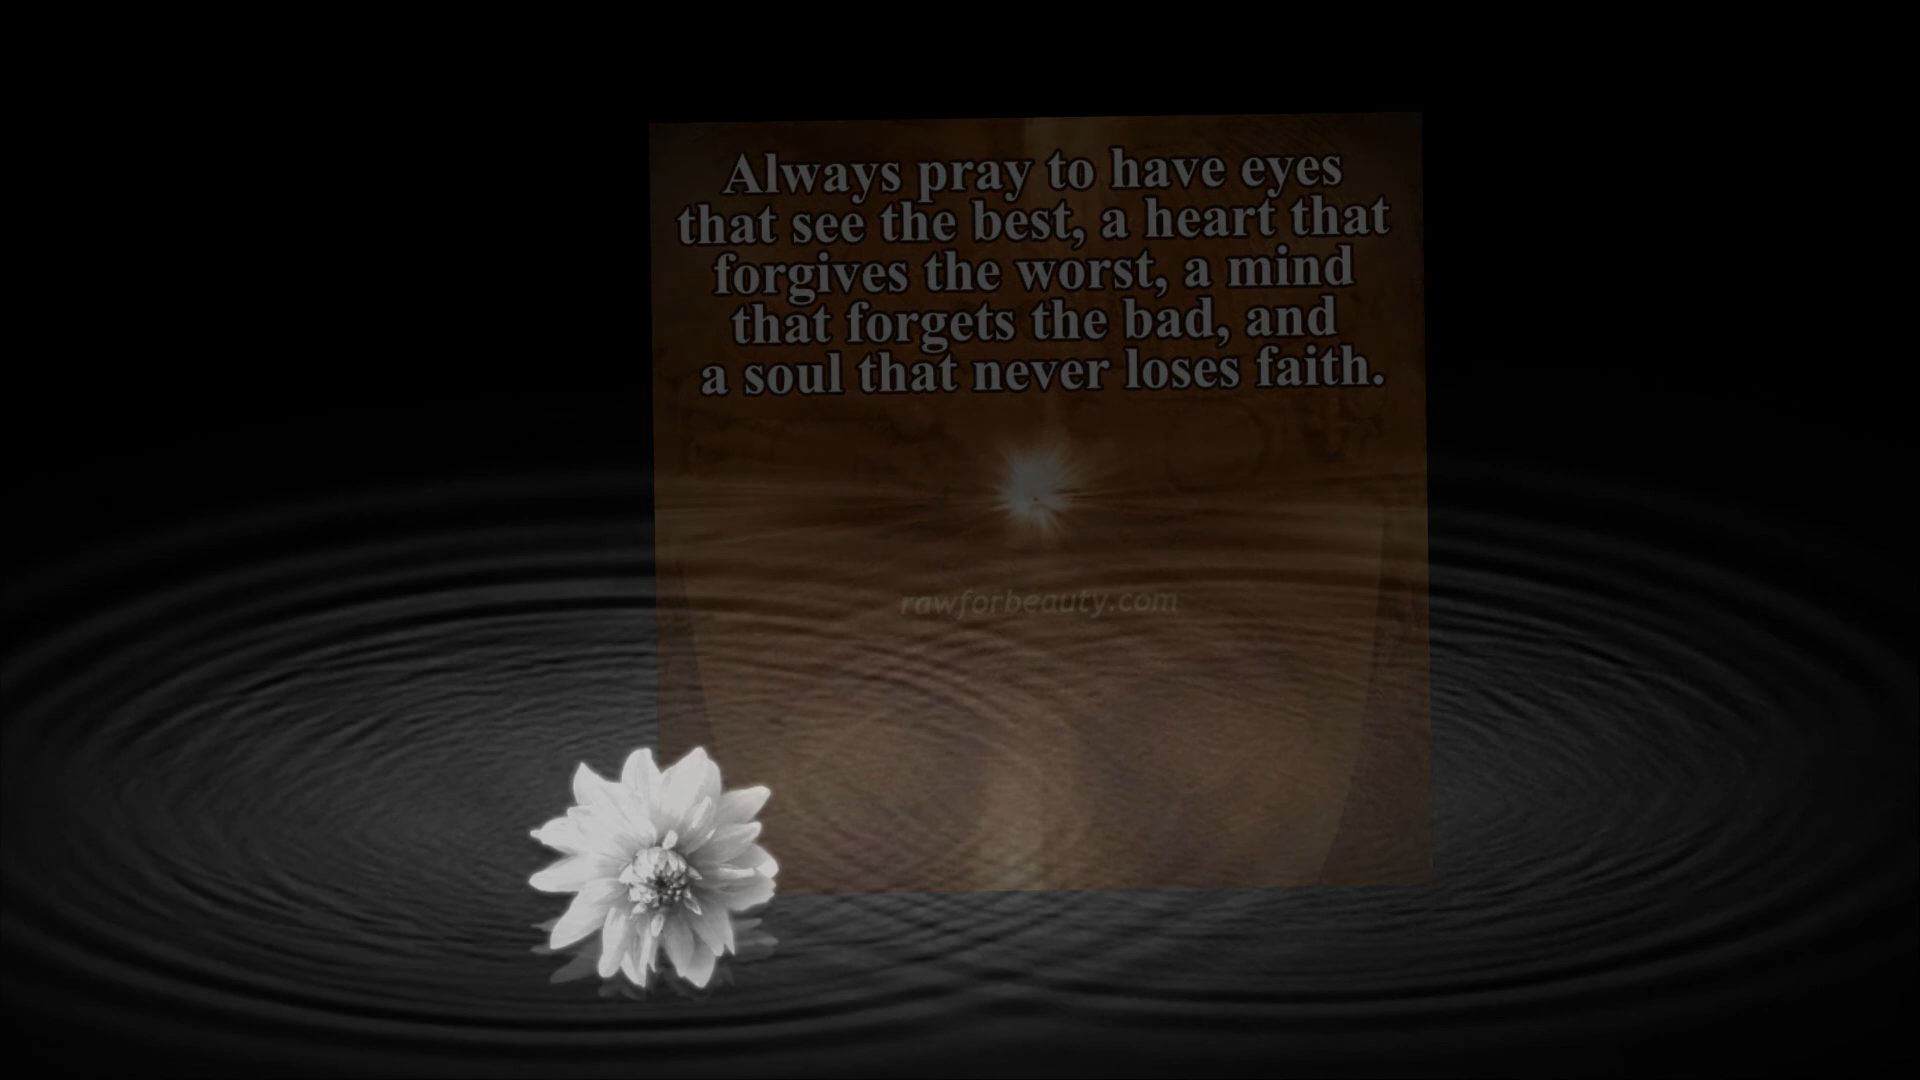 Always pray to have eyes
that see the best, a heart that
forgives the worst, a mind
that forgets the bad, and
a soul that never loses faith.
rawforbeauty.com